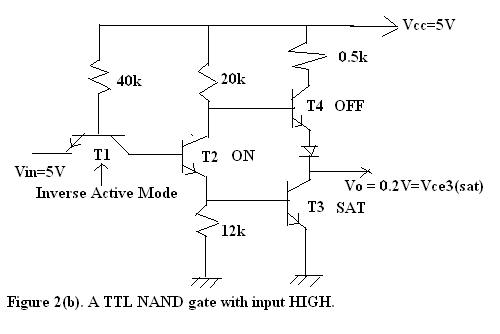 Vcc=5V
0.5k
40k
20k
T4 OFF
T1
T2 ON
Vin=5V
Inverse Active Mode
Vo = 0.2V=Vce3(sat)
T3 SAT
12k
Figure 2(b). A TTL NAND gate with input HIGH.